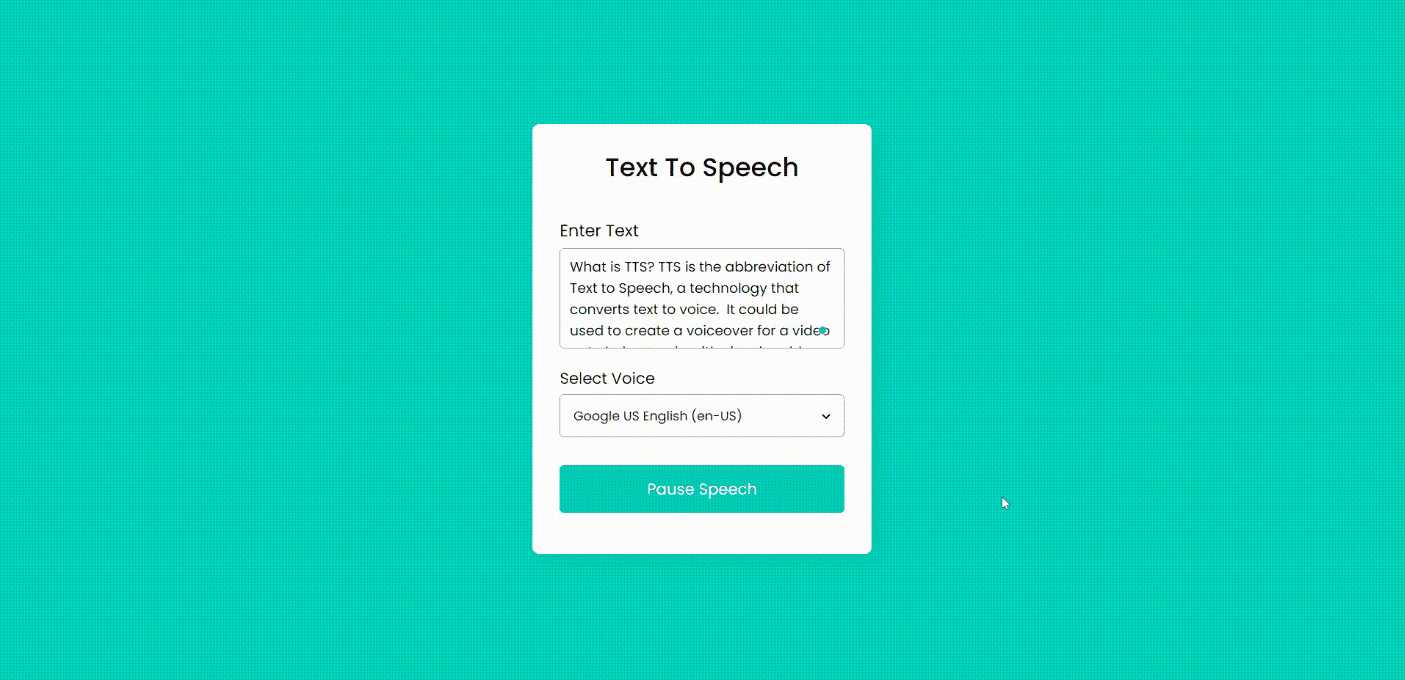 Text To Speech
Enter Text
What is TTS? TTS is the abbreviation of
Text to Speech, a technology that
converts text to voice.  It could be
used to create a voiceover for a video
Select Voice
Google US English (en-US)
Pause Speech